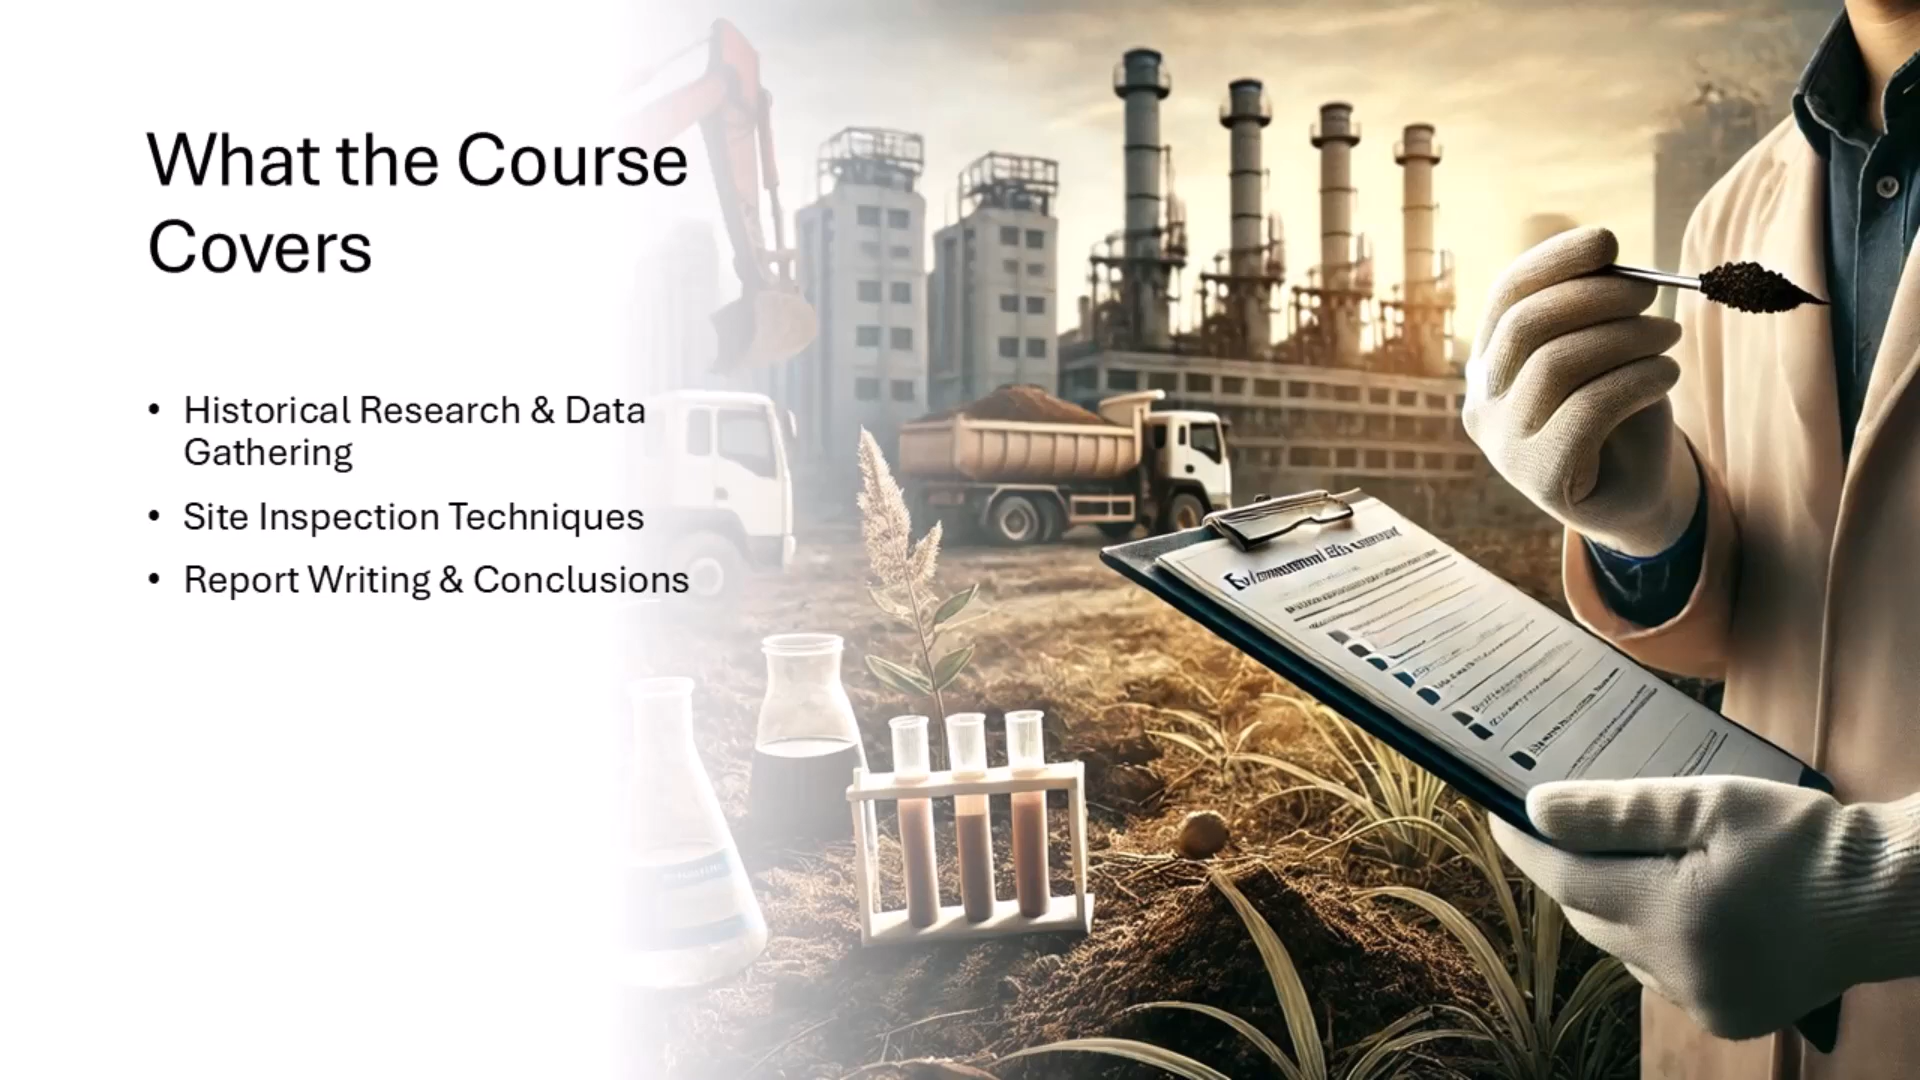 What the Course
Covers
• Historical Research & Data
Gathering
• Site Inspection Techniques
• Report Writing & Conclusions